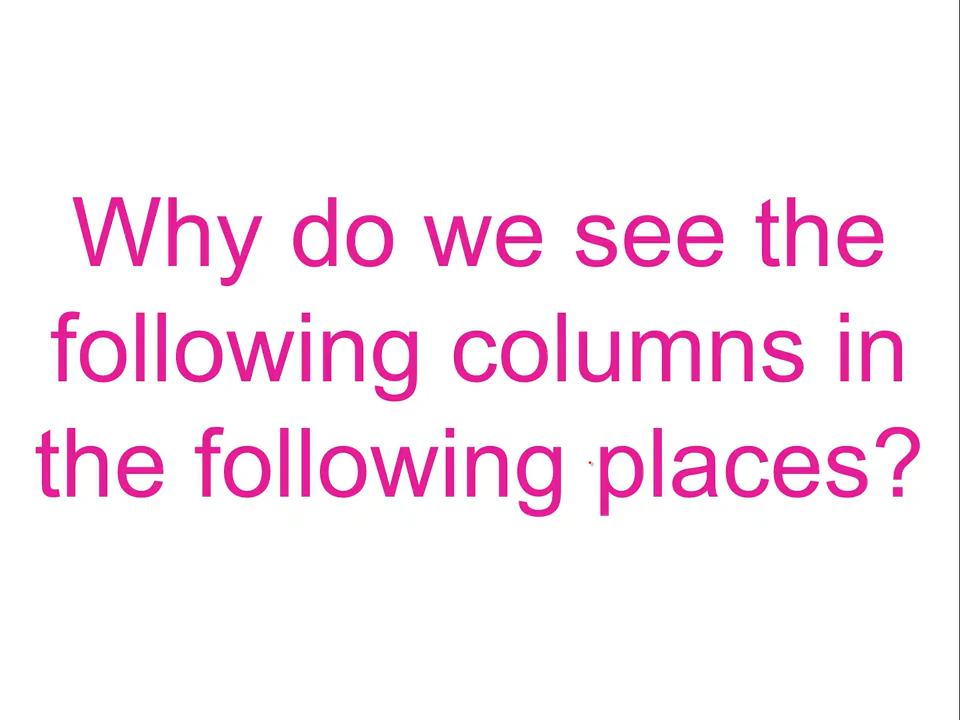 Why do we see the
following columns in
the following places?